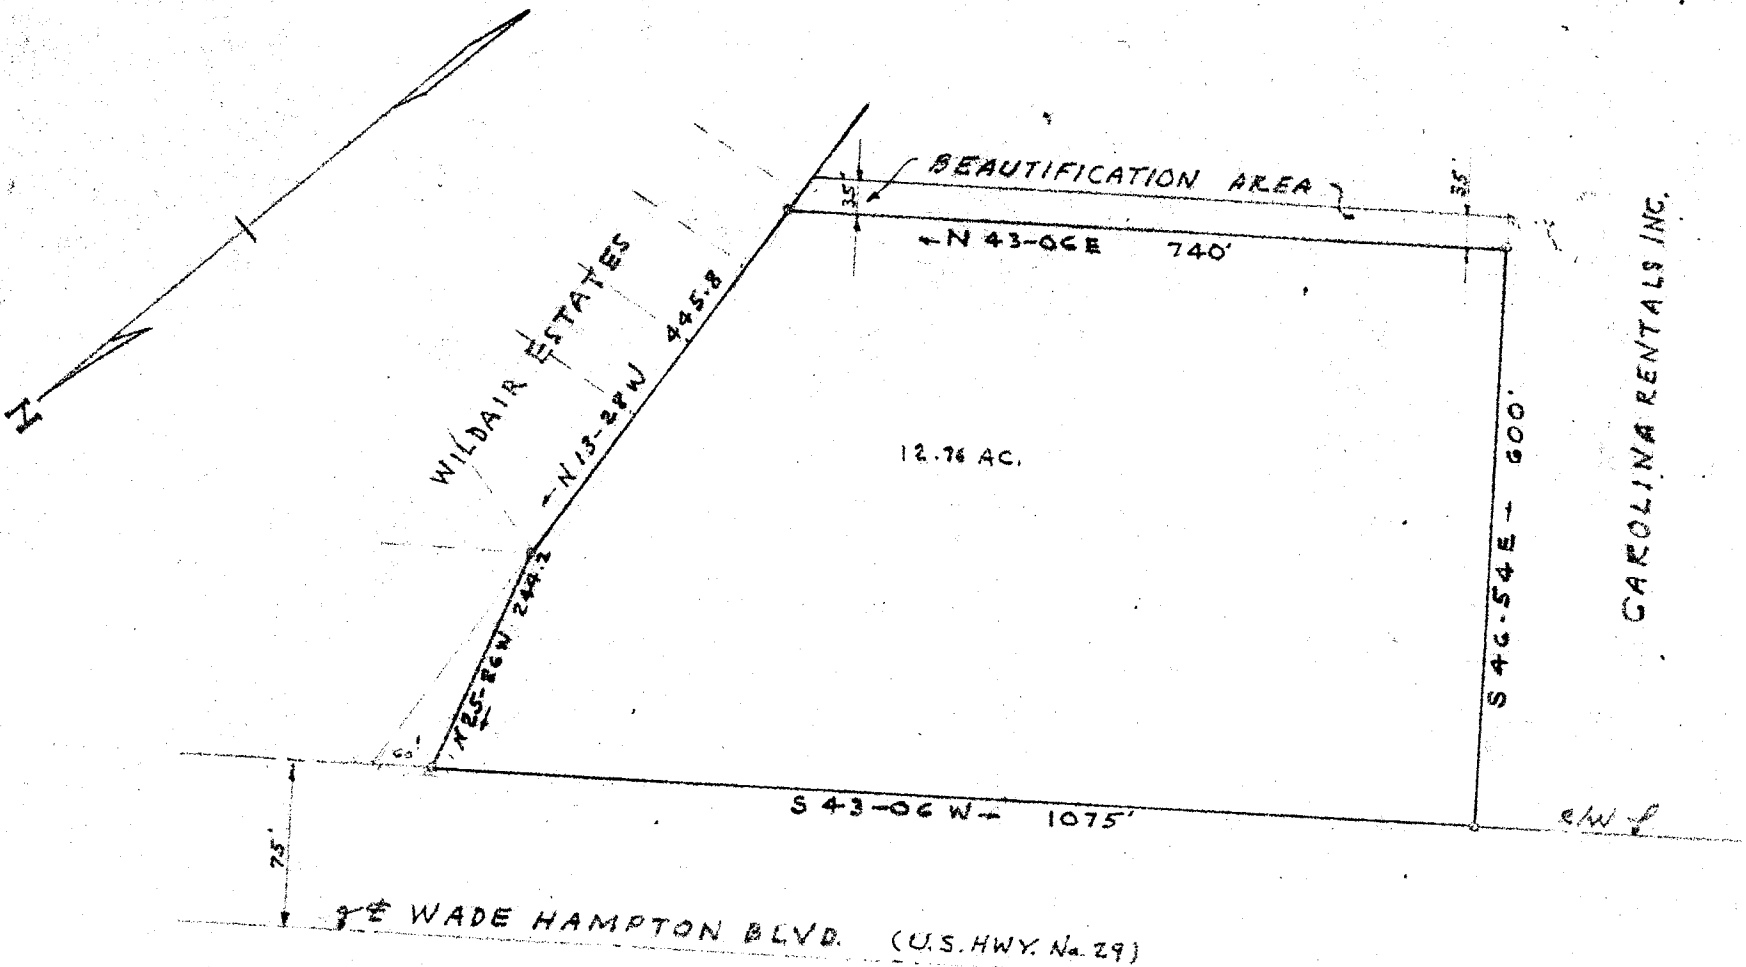 N
BEAUTIFICATION AREA
35'
35'
←N 43-06E 740'
WILDAIR ESTATES
←N 13-28W 445.8
12.76 AC.
S 46-54E - 600'
CAROLINA RENTALS INC.
N 25-26W 244.2
60'
S 43-06 W - 1075'
R/W
75'
WADE HAMPTON BLVD. (U.S. HWY. No. 29)